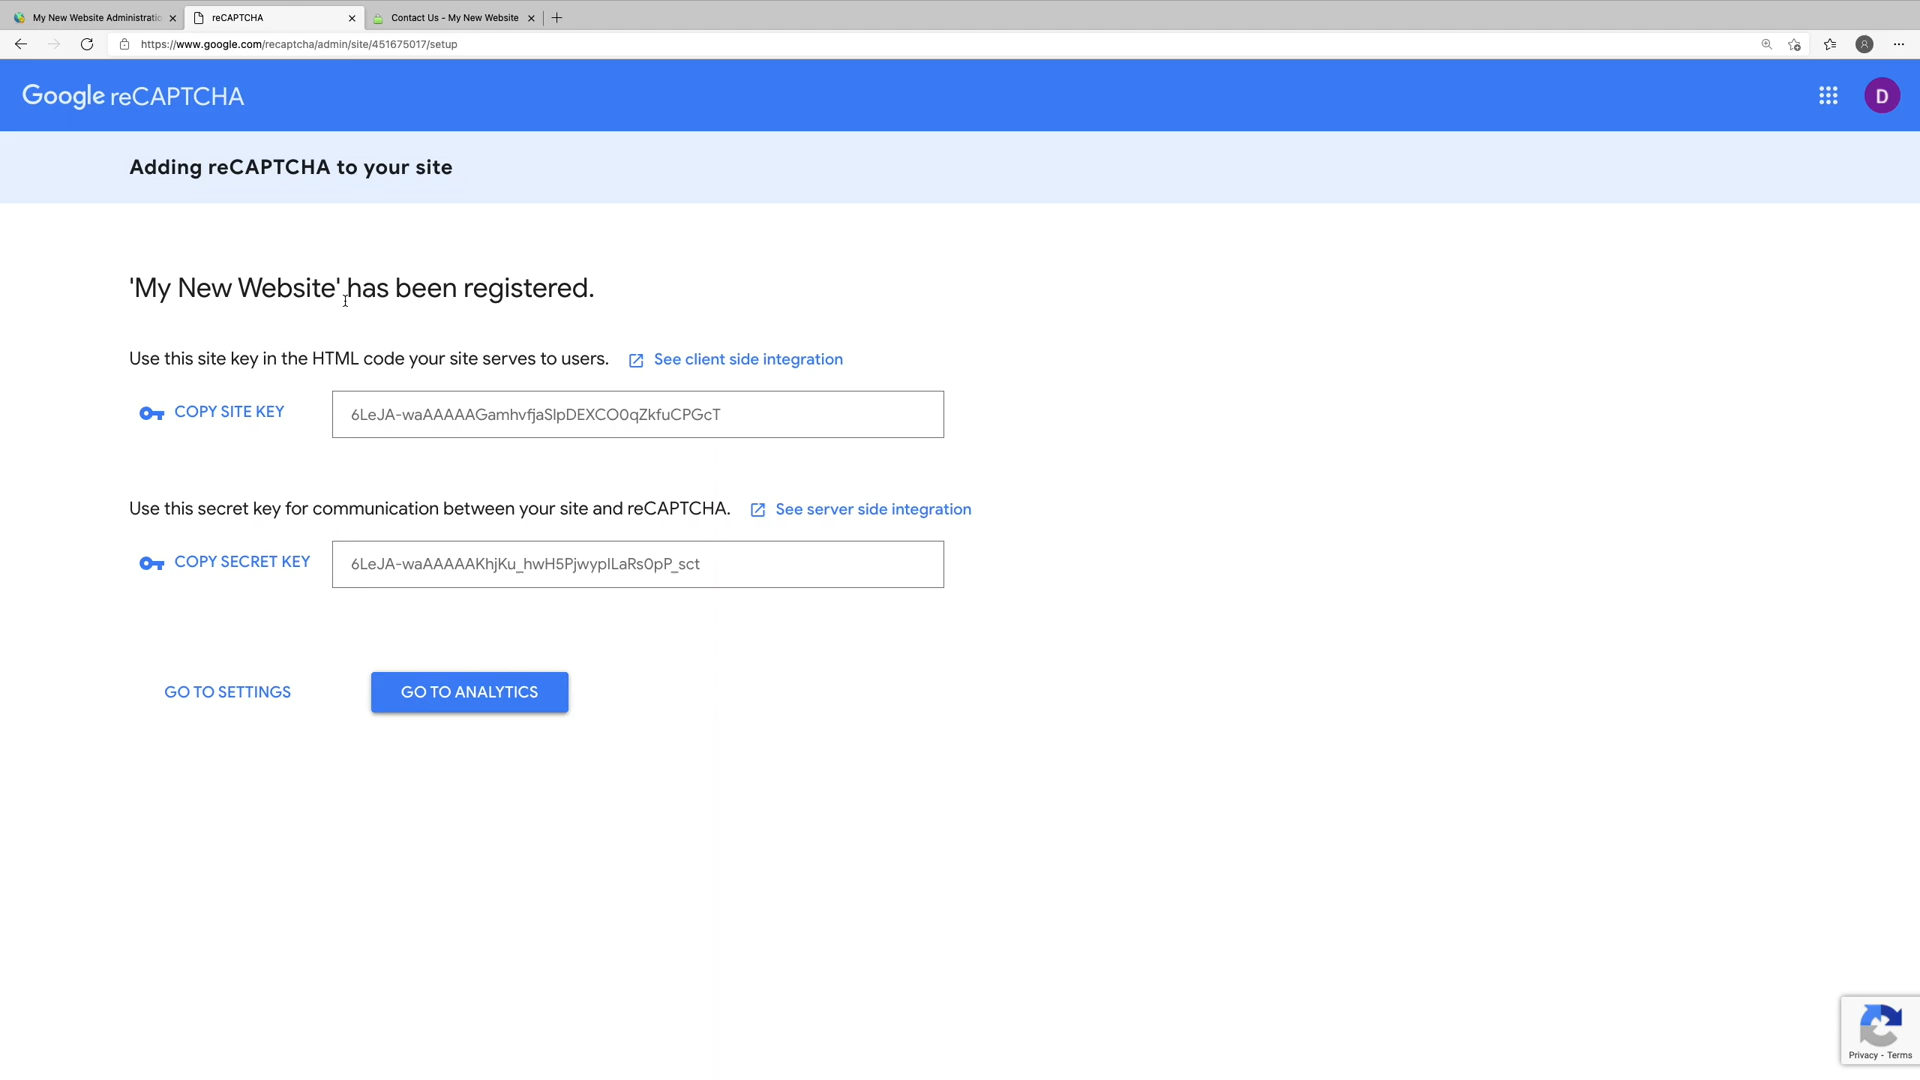 My New Website Administratio
reCAPTCHA
Contact Us - My New Website
https://www.google.com/recaptcha/admin/site/451675017/setup
Google reCAPTCHA
D
Adding reCAPTCHA to your site
'My New Website' has been registered.
Use this site key in the HTML code your site serves to users. See client side integration
COPY SITE KEY 6LeJA-waAAAAAGamhvfjaSlpDEXCO0qZkfuCPGcT
Use this secret key for communication between your site and reCAPTCHA. See server side integration
COPY SECRET KEY 6LeJA-waAAAAAKhjKu_hwH5PjwyplLaRs0pP_sct
GO TO SETTINGS GO TO ANALYTICS
Privacy - Terms